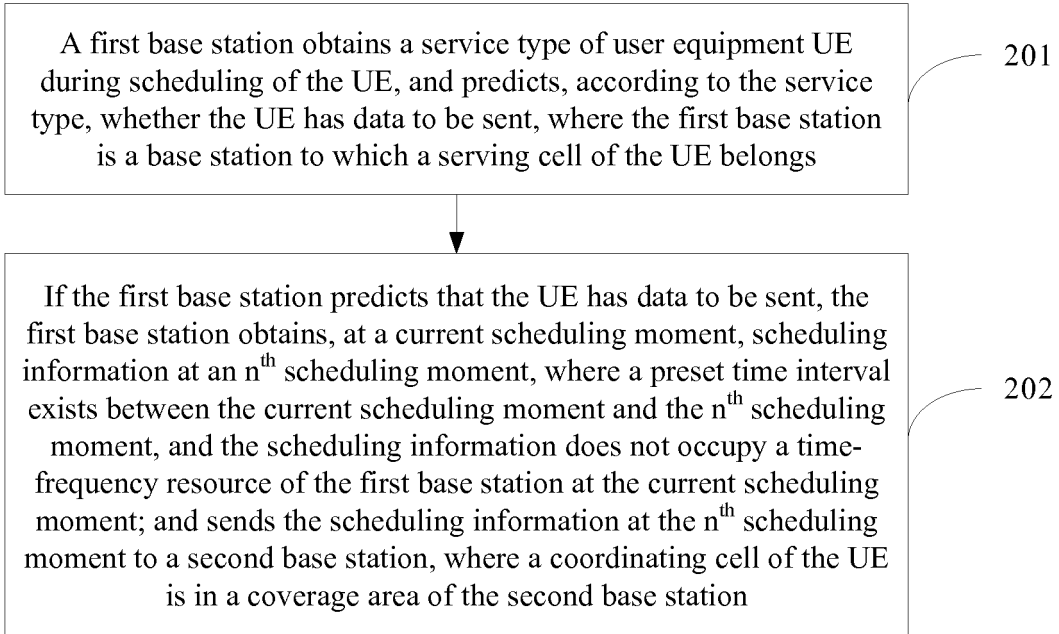 A first base station obtains a service type of user equipment UE
during scheduling of the UE, and predicts, according to the service
type, whether the UE has data to be sent, where the first base station
is a base station to which a serving cell of the UE belongs
201
If the first base station predicts that the UE has data to be sent, the
first base station obtains, at a current scheduling moment, scheduling
information at an nth scheduling moment, where a preset time interval
exists between the current scheduling moment and the nth scheduling
moment, and the scheduling information does not occupy a time-
frequency resource of the first base station at the current scheduling
moment; and sends the scheduling information at the nth scheduling
moment to a second base station, where a coordinating cell of the UE
is in a coverage area of the second base station
202